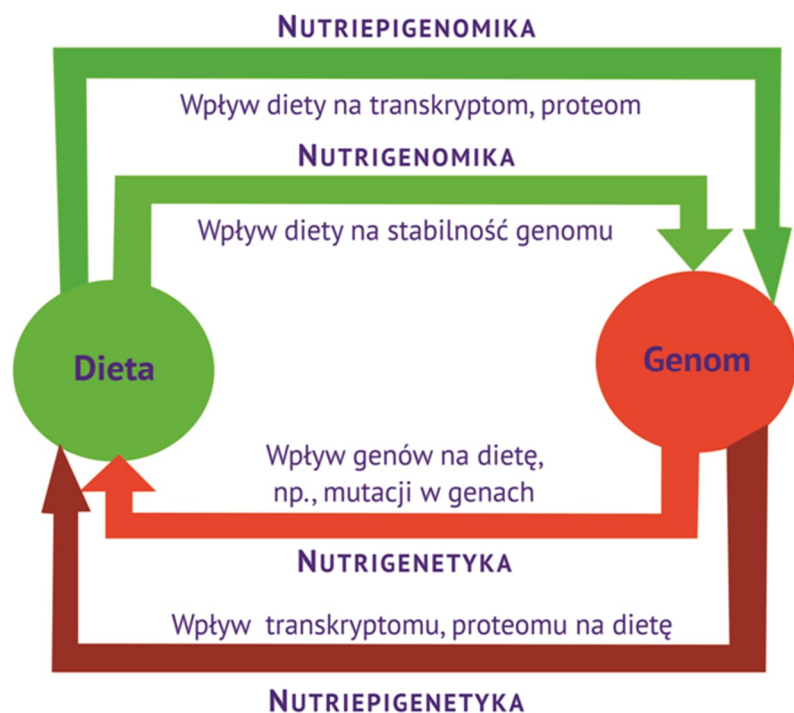 NUTRIEPIGENOMIKA
Wpływ diety na transkryptom, proteom
NUTRIGENOMIKA
Wpływ diety na stabilność genomu
Dieta
Genom
Wpływ genów na dietę,
np., mutacji w genach
NUTRIGENETYKA
Wpływ transkryptomu, proteomu na dietę
NUTRIEPIGENETYKA